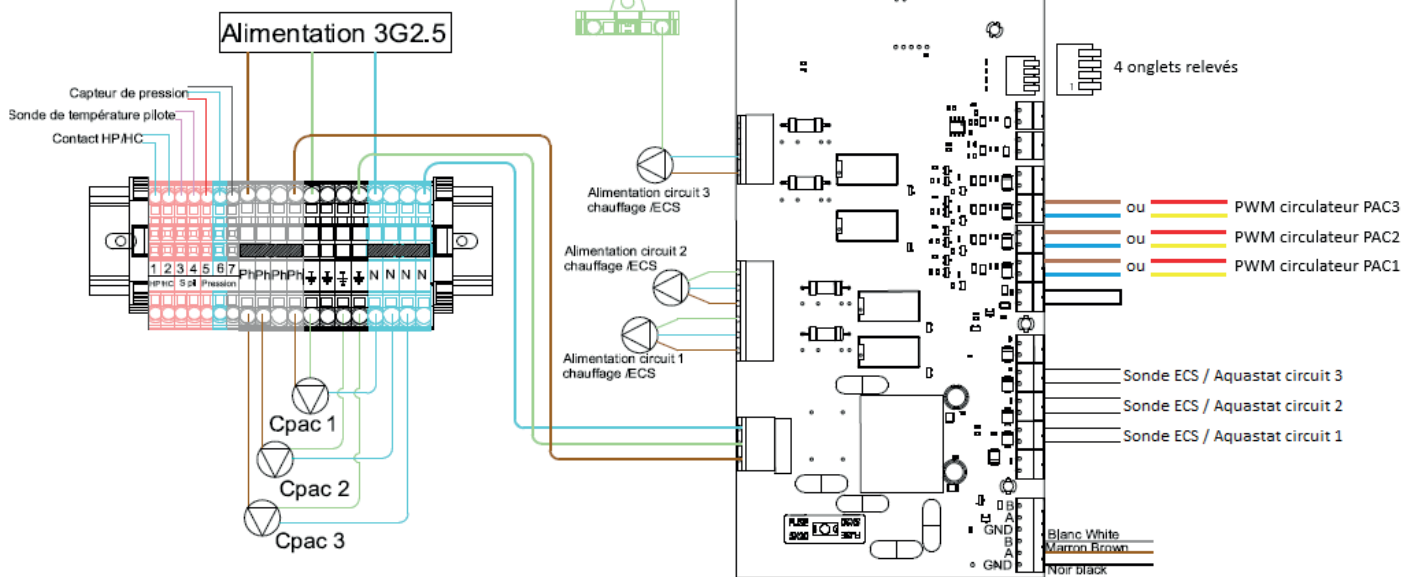 Alimentation 3G2.5
4 onglets relevés
1
Capteur de pression
Sonde de température pilote
Contact HP/HC
Alimentation circuit 3
chauffage /ECS
ou
PWM circulateur PAC3
ou
PWM circulateur PAC2
ou
PWM circulateur PAC1
Alimentation circuit 2
chauffage /ECS
1 2 3 4 5 6 7
HP/HC S pil Pression
Ph Ph Ph Ph N N N N
Alimentation circuit 1
chauffage /ECS
Sonde ECS / Aquastat circuit 3
Sonde ECS / Aquastat circuit 2
Sonde ECS / Aquastat circuit 1
Cpac 1
Cpac 2
Cpac 3
FUSE
FUSE
B
A
GND
B
A
GND
Blanc White
Marron Brown
Noir black